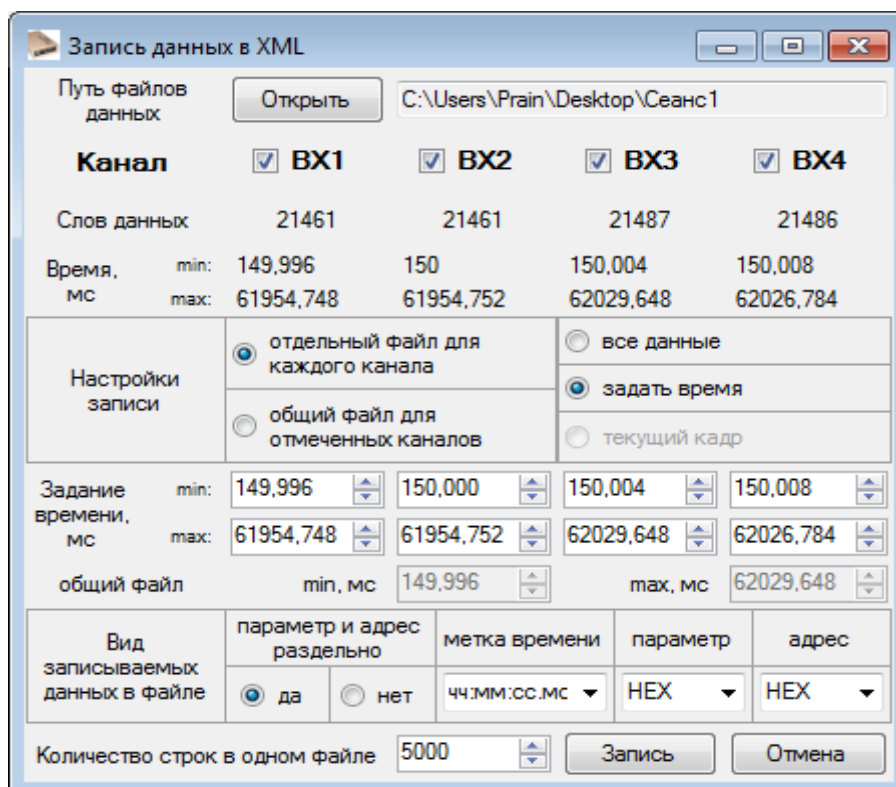 Запись данных в XML
Путь файлов
данных
Открыть
C:\Users\Prain\Desktop\Сеанс1
Канал BX1 BX2 BX3 BX4
Слов данных 21461 21461 21487 21486
Время,
мс
min: 149,996 150 150,004 150,008
max: 61954,748 61954,752 62029,648 62026,784
Настройки
записи
отдельный файл для
каждого канала
общий файл для
отмеченных каналов
все данные
задать время
текущий кадр
Задание
времени,
мс
min: 149,996 150,000 150,004 150,008
max: 61954,748 61954,752 62029,648 62026,784
общий файл min, мс 149,996 max, мс 62029,648
Вид
записываемых
данных в файле
параметр и адрес
раздельно
да нет
метка времени
чч:мм:сс.мс
параметр
HEX
адрес
HEX
Количество строк в одном файле 5000 Запись Отмена